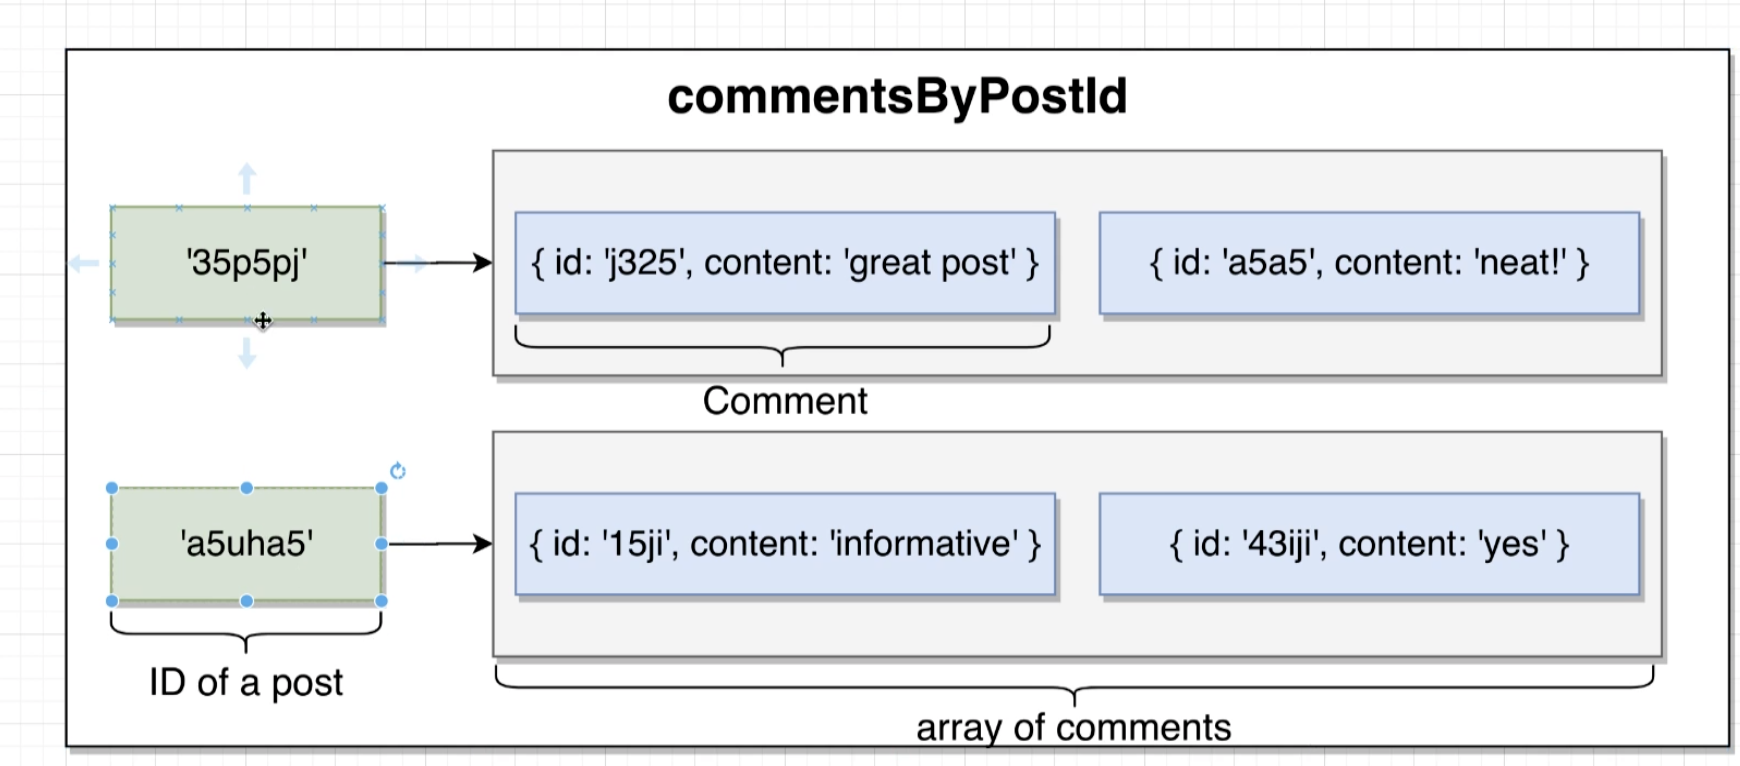 commentsByPostId
'35p5pj'
{ id: 'j325', content: 'great post' }
{ id: 'a5a5', content: 'neat!' }
Comment
'a5uha5'
{ id: '15ji', content: 'informative' }
{ id: '43iji', content: 'yes' }
ID of a post
array of comments